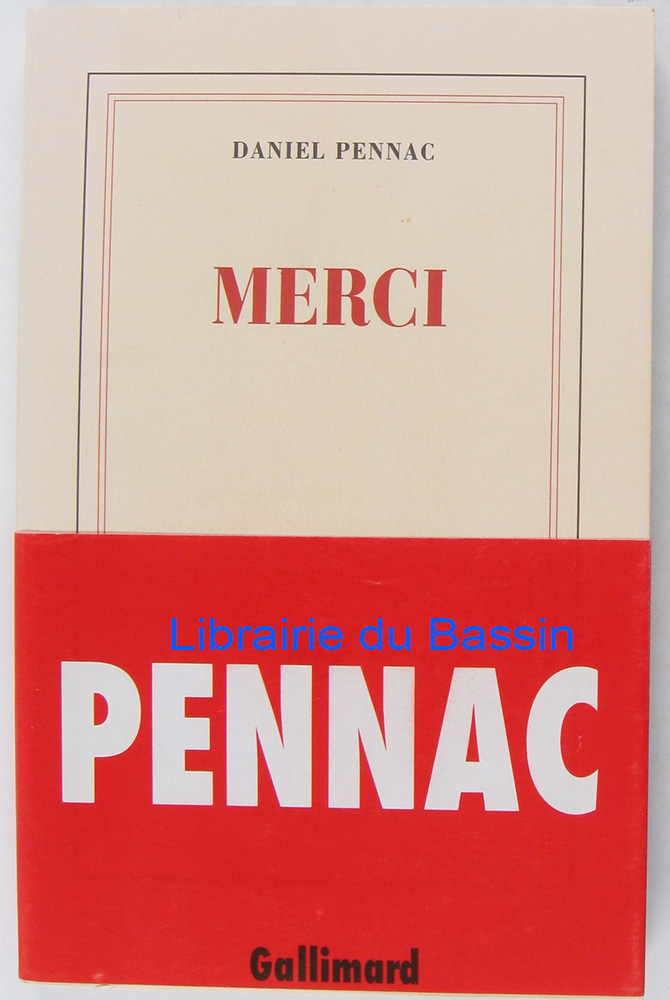 DANIEL PENNAC
MERCI
Librairie du Bassin
PENNAC
Gallimard